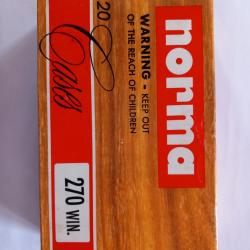 norma
WARNING - KEEP OUT
OF THE REACH OF CHILDREN
20 Cases
270 WIN.